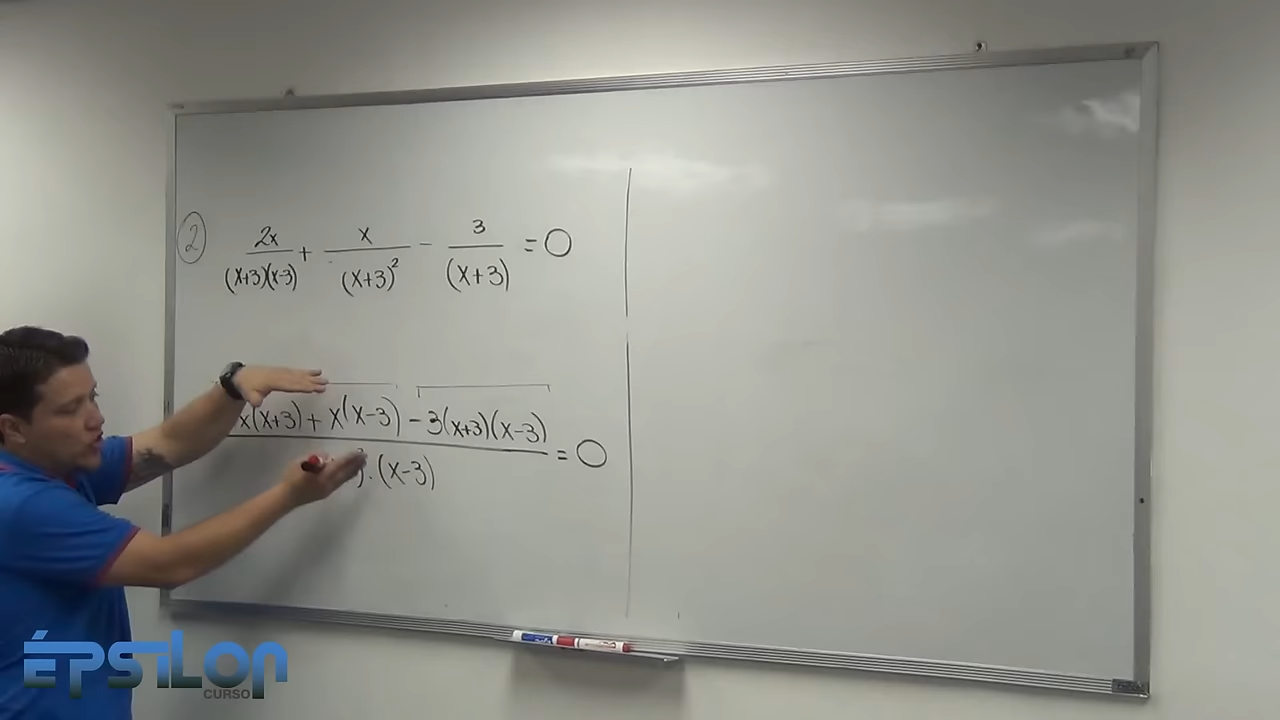 ② 2x/(x+3)(x-3) + x/(x+3)² - 3/(x+3) = 0
x(x+3) + x(x-3) - 3(x+3)(x-3) = 0
. (x-3)
ÉPSILON
CURSO